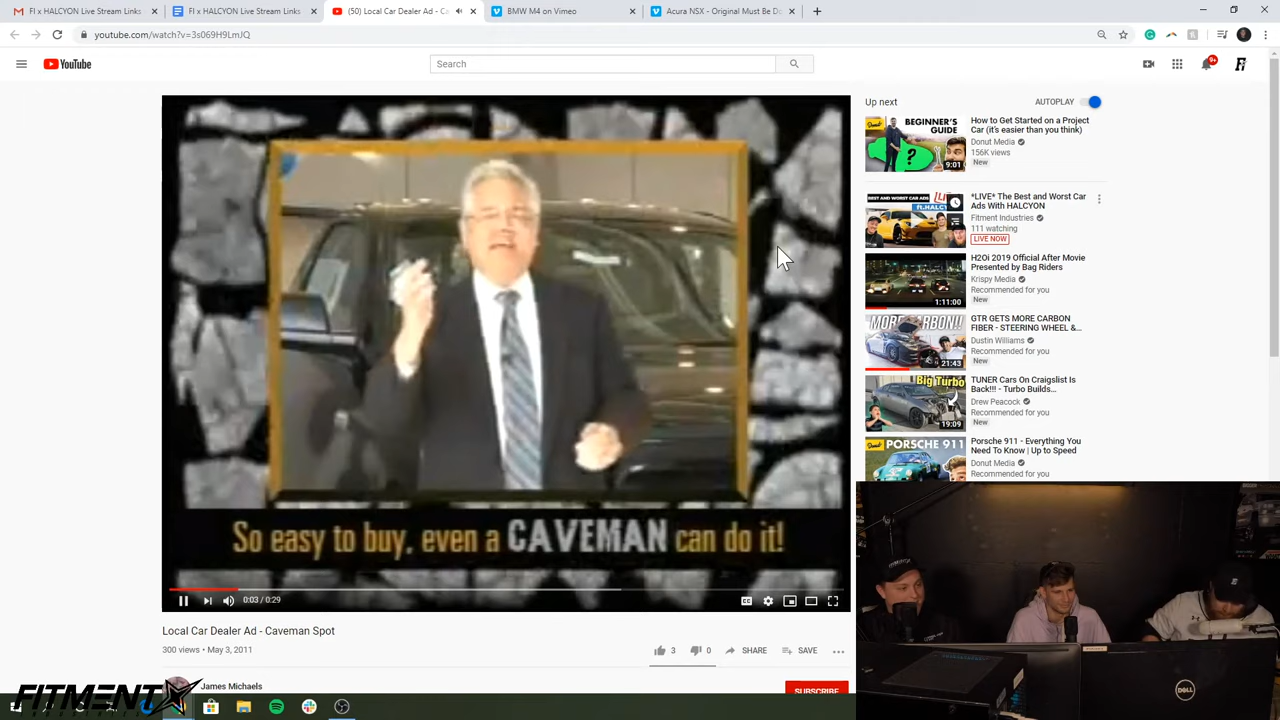 FI x HALCYON Live Stream Links
FI x HALCYON Live Stream Links
(50) Local Car Dealer Ad - Ca
BMW M4 on Vimeo
Acura NSX - Original Must Be D
youtube.com/watch?v=3s069H9LmJQ
YouTube
Search
9+
So easy to buy, even a CAVEMAN can do it!
0:03 / 0:29
Local Car Dealer Ad - Caveman Spot
300 views • May 3, 2011
3
0
SHARE
SAVE
James Michaels
SUBSCRIBE
Up next
AUTOPLAY
Donut
BEGINNER'S
GUIDE
?
9:01
How to Get Started on a Project
Car (it's easier than you think)
Donut Media
156K views
New
*LIVE* The Best and Worst Car
Ads With HALCYON
Fitment Industries
111 watching
LIVE NOW
1:11:00
H2Oi 2019 Official After Movie
Presented by Bag Riders
Krispy Media
Recommended for you
New
MORE CARBON!!
21:43
GTR GETS MORE CARBON
FIBER - STEERING WHEEL &...
Dustin Williams
Recommended for you
Big Turbo
19:09
TUNER Cars On Craigslist Is
Back!!! - Turbo Builds...
Drew Peacock
Recommended for you
New
Donut
PORSCHE 911
Porsche 911 - Everything You
Need To Know | Up to Speed
Donut Media
Recommended for you
FITMENT
DELL